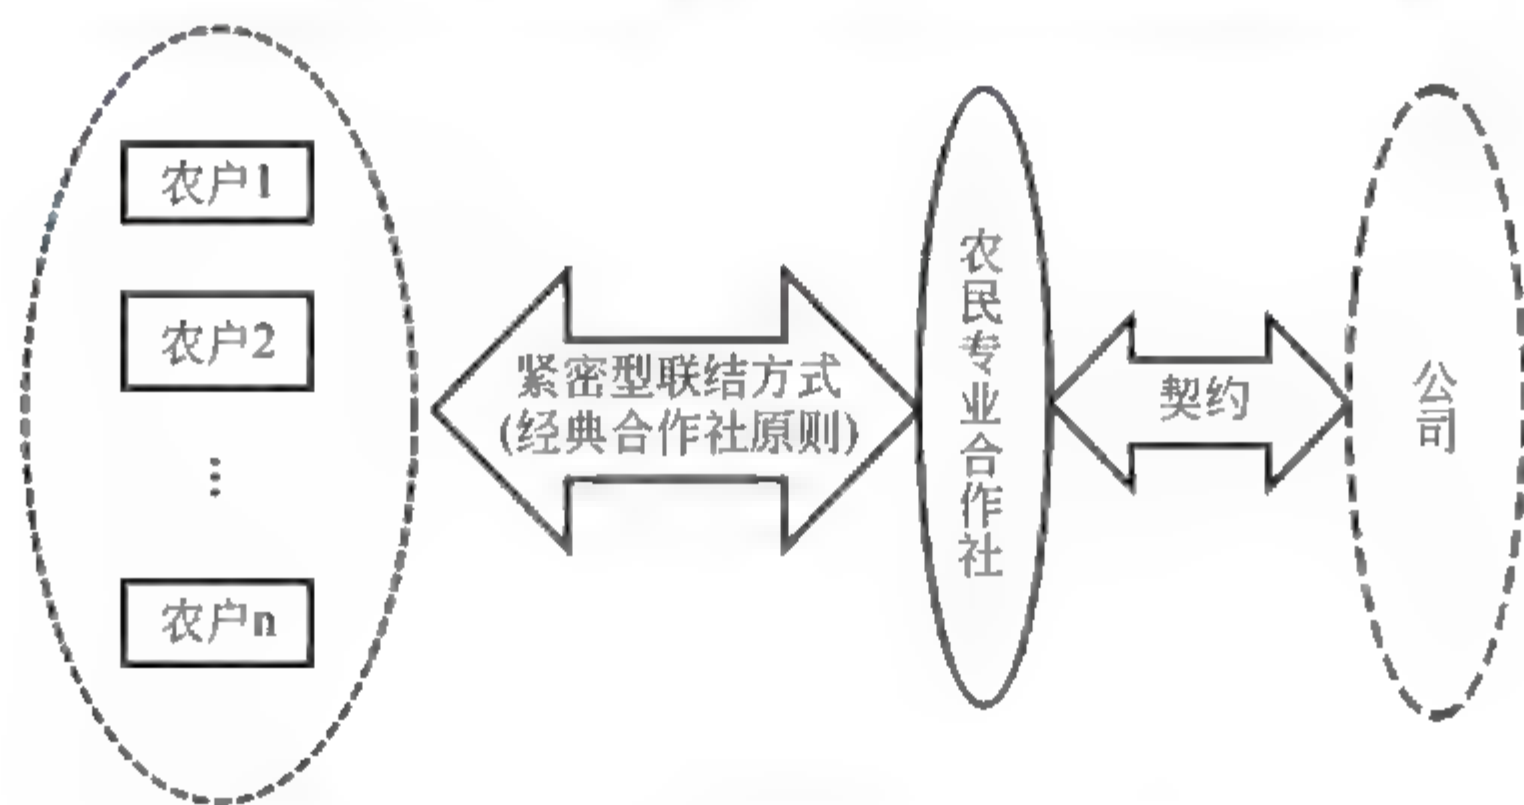 农户1
农户2
⋮
农户n
紧密型联结方式
(经典合作社原则)
农民专业合作社
契约
公司